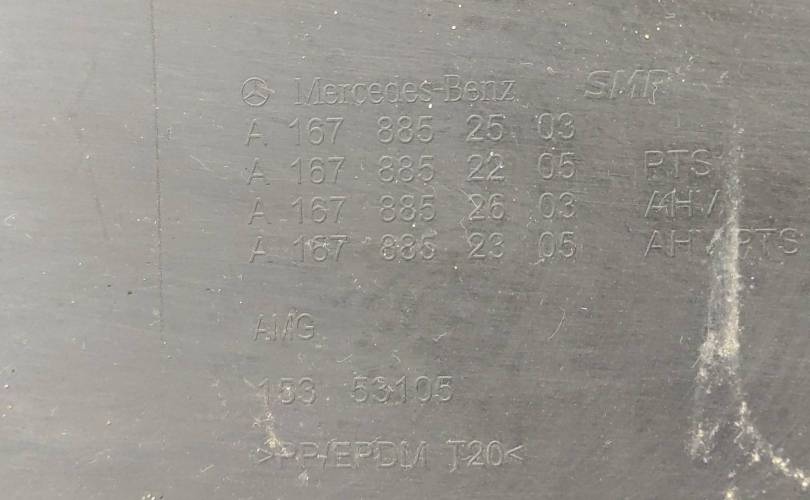 Mercedes-Benz SMR
A 167 885 25 03
A 167 885 22 05 PTS
A 167 885 26 03 AHV
A 167 885 23 05 AHV PTS
AMG
153 53105
>PP/EPDM T20<